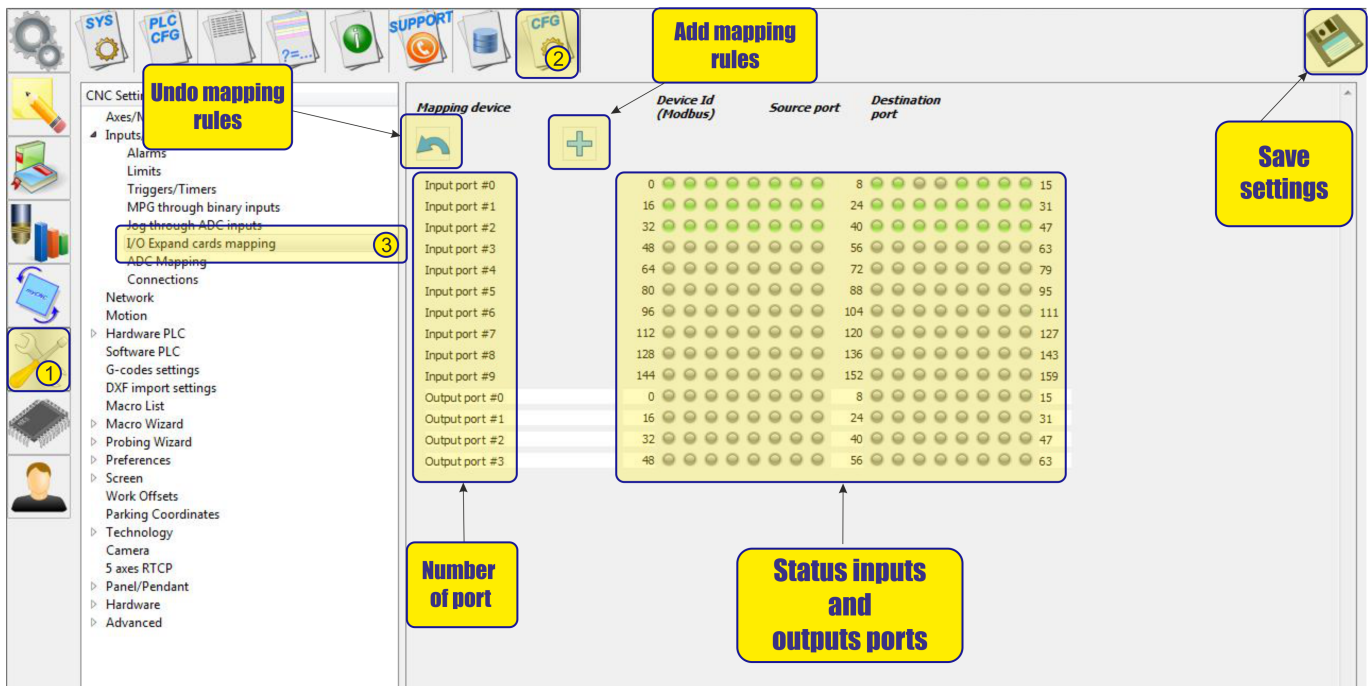 SYS
PLC
CFG
?=...
SUPPORT
CFG
2
Add mapping
rules
Undo mapping
rules
Save
settings
CNC Setti
Axes/M
Inputs/
Alarms
Limits
Triggers/Timers
MPG through binary inputs
Jog through ADC inputs
I/O Expand cards mapping
3
ADC Mapping
Connections
Network
Motion
Hardware PLC
Software PLC
G-codes settings
DXF import settings
Macro List
Macro Wizard
Probing Wizard
Preferences
Screen
Work Offsets
Parking Coordinates
Technology
Camera
5 axes RTCP
Panel/Pendant
Hardware
Advanced
myCNC
1
Mapping device
Device Id
(Modbus)
Source port
Destination
port
Input port #0 0 8 15
Input port #1 16 24 31
Input port #2 32 40 47
Input port #3 48 56 63
Input port #4 64 72 79
Input port #5 80 88 95
Input port #6 96 104 111
Input port #7 112 120 127
Input port #8 128 136 143
Input port #9 144 152 159
Output port #0 0 8 15
Output port #1 16 24 31
Output port #2 32 40 47
Output port #3 48 56 63
Number
of port
Status inputs
and
outputs ports